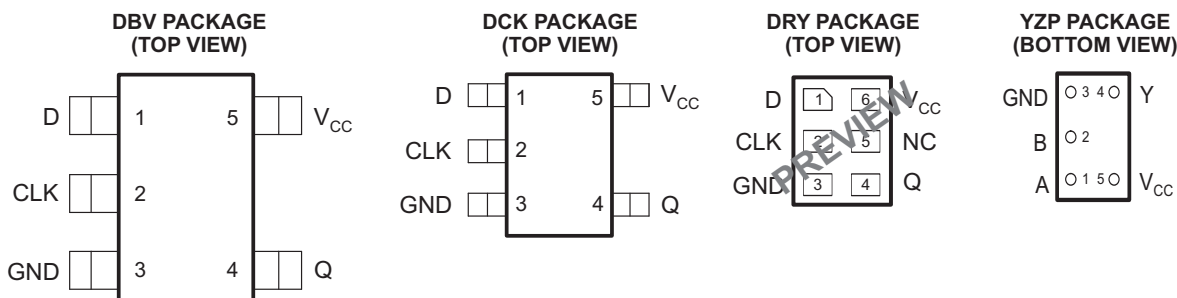 DBV PACKAGE
(TOP VIEW)
D 1 5 VCC
CLK 2
GND 3 4 Q
DCK PACKAGE
(TOP VIEW)
D 1 5 VCC
CLK 2
GND 3 4 Q
DRY PACKAGE
(TOP VIEW)
D 1 6 VCC
CLK 2 5 NC
GND 3 4 Q
PREVIEW
YZP PACKAGE
(BOTTOM VIEW)
GND 3 4 Y
B 2
A 1 5 VCC